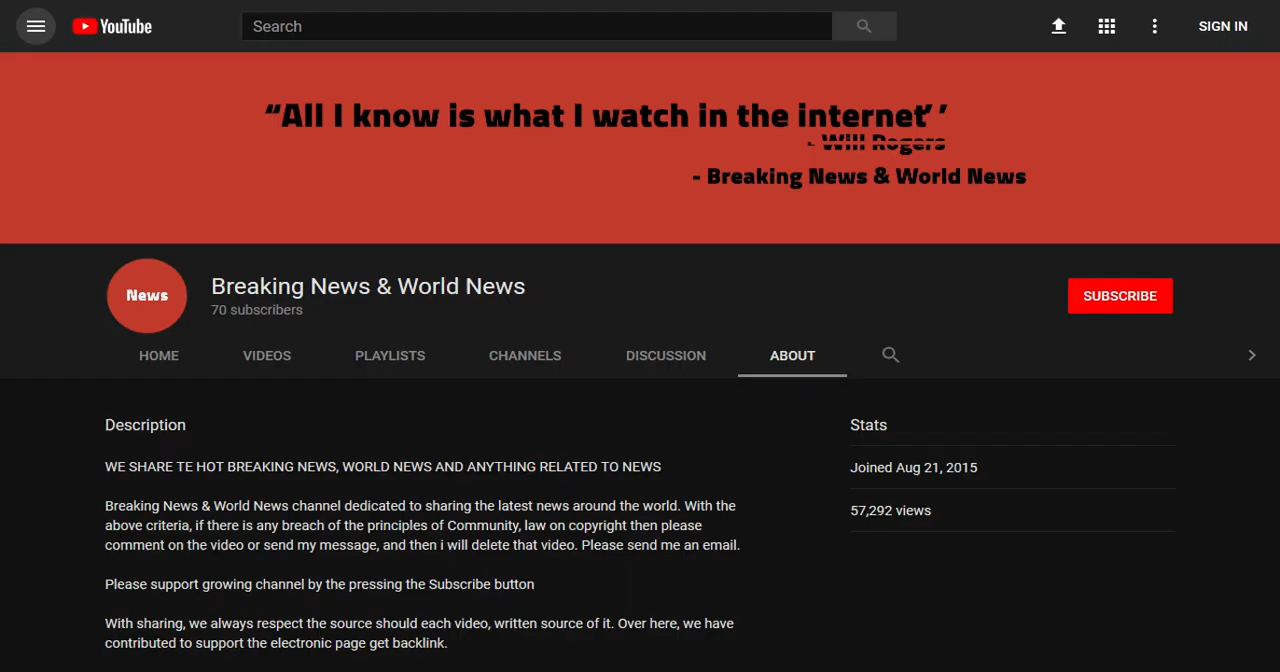 YouTube
Search
SIGN IN
“All I know is what I watch in the internet’’
- Will Rogers
- Breaking News & World News
News
Breaking News & World News
70 subscribers
SUBSCRIBE
HOME VIDEOS PLAYLISTS CHANNELS DISCUSSION ABOUT
Description
WE SHARE TE HOT BREAKING NEWS, WORLD NEWS AND ANYTHING RELATED TO NEWS
Breaking News & World News channel dedicated to sharing the latest news around the world. With the
above criteria, if there is any breach of the principles of Community, law on copyright then please
comment on the video or send my message, and then i will delete that video. Please send me an email.
Please support growing channel by the pressing the Subscribe button
With sharing, we always respect the source should each video, written source of it. Over here, we have
contributed to support the electronic page get backlink.
Stats
Joined Aug 21, 2015
57,292 views